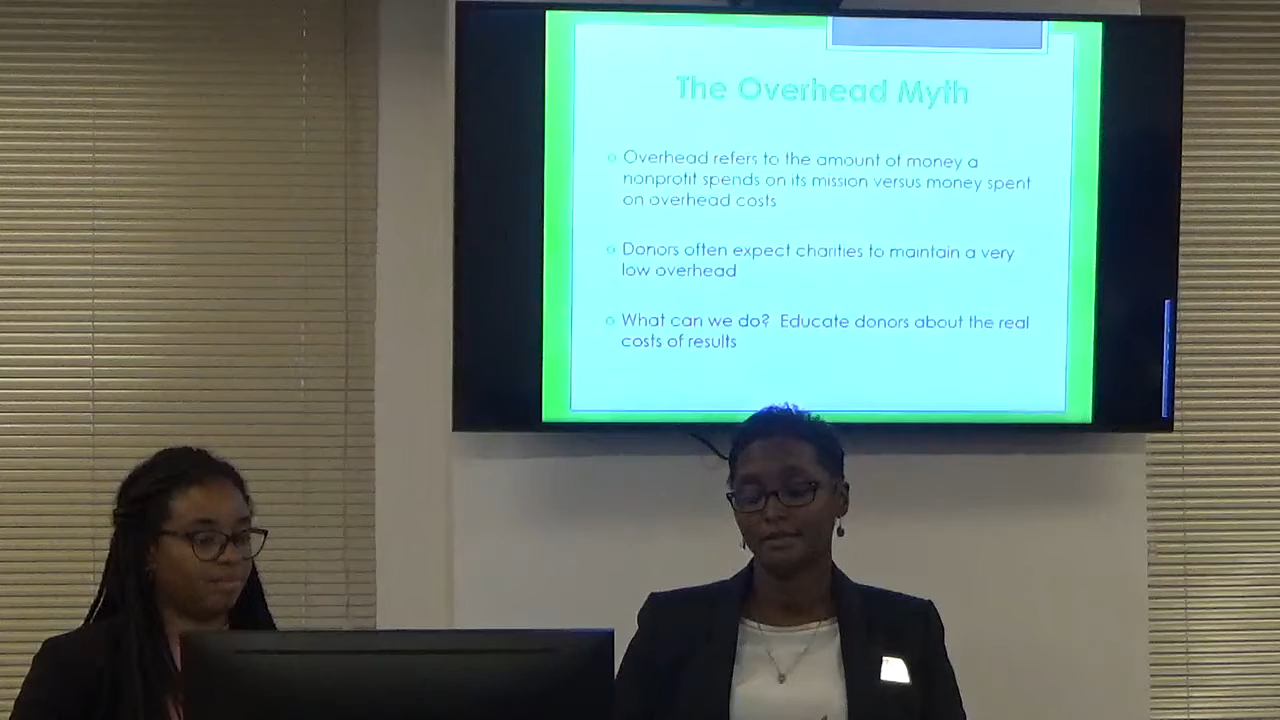 The Overhead Myth
Overhead refers to the amount of money a
nonprofit spends on its mission versus money spent
on overhead costs
Donors often expect charities to maintain a very
low overhead
What can we do? Educate donors about the real
costs of results